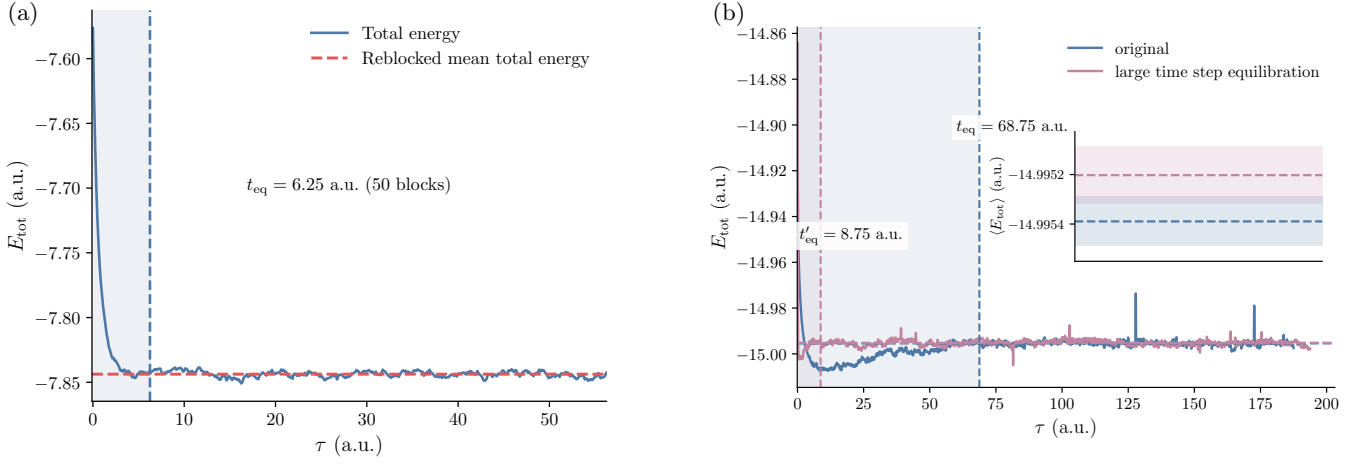 (a)
Total energy
Reblocked mean total energy
t_eq = 6.25 a.u. (50 blocks)
E_tot (a.u.)
−7.60
−7.65
−7.70
−7.75
−7.80
−7.85
0
10
20
30
40
50
τ (a.u.)
(b)
original
large time step equilibration
t_eq = 68.75 a.u.
t′_eq = 8.75 a.u.
E_tot (a.u.)
−14.86
−14.88
−14.90
−14.92
−14.94
−14.96
−14.98
−15.00
0
25
50
75
100
125
150
175
200
τ (a.u.)
⟨E_tot⟩ (a.u.)
−14.9952
−14.9954